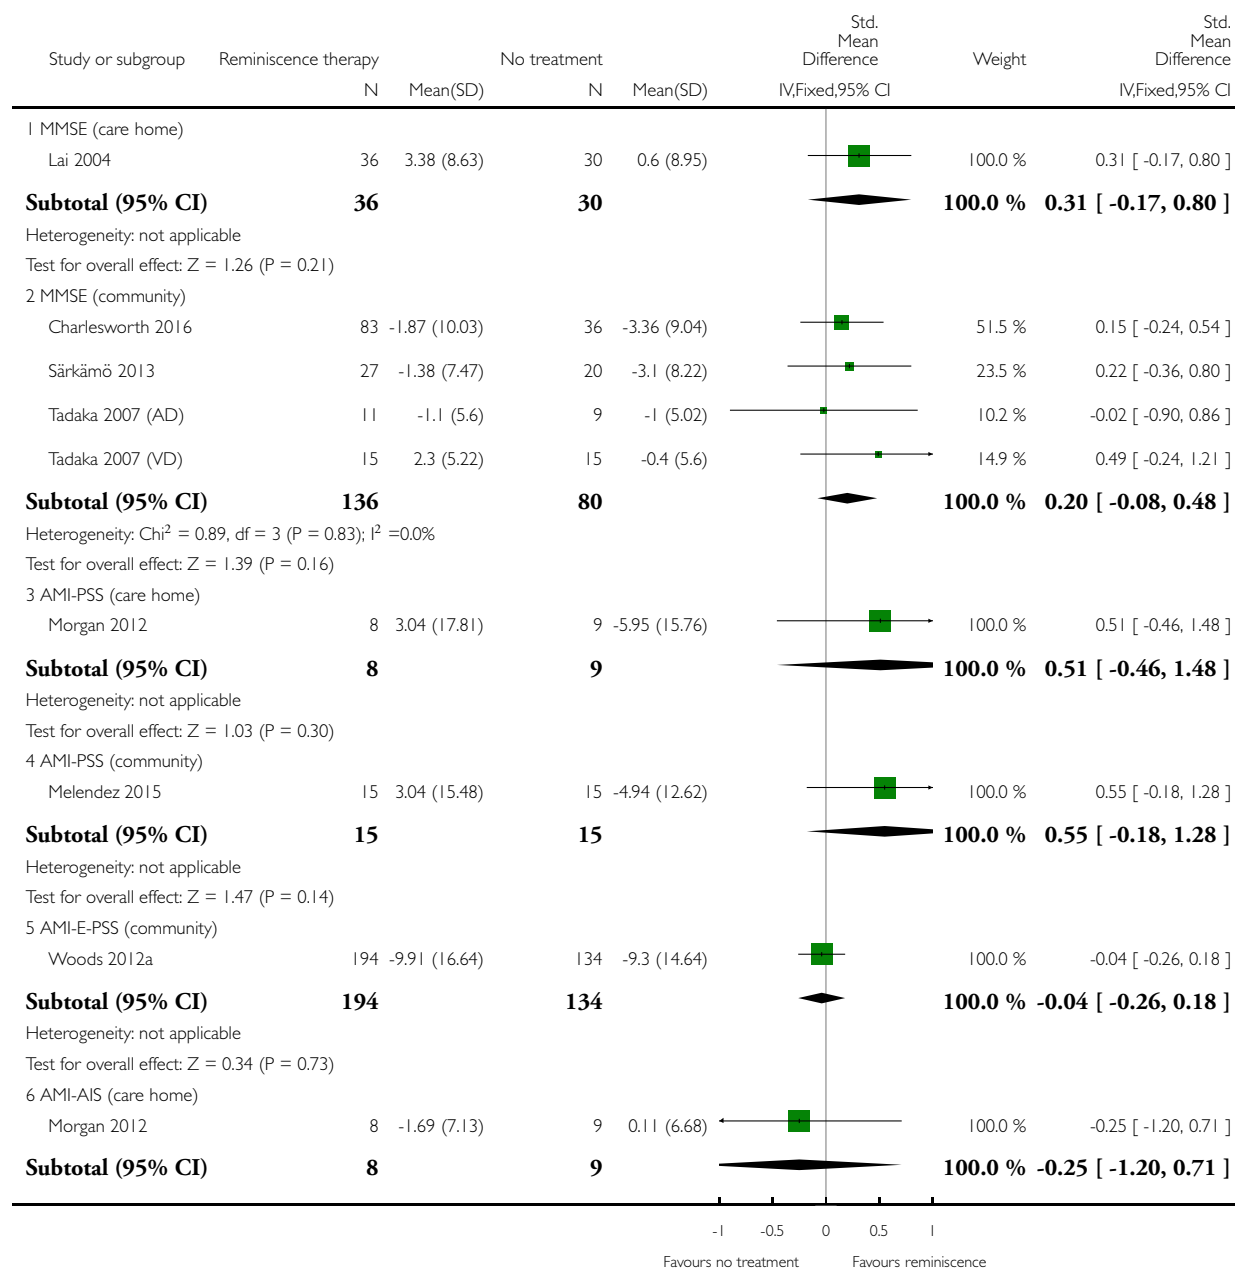 Std. Mean Difference Std. Mean Difference
Study or subgroup Reminiscence therapy No treatment Weight
N Mean(SD) N Mean(SD) IV,Fixed,95% CI IV,Fixed,95% CI
1 MMSE (care home)
Lai 2004 36 3.38 (8.63) 30 0.6 (8.95) 100.0 % 0.31 [ -0.17, 0.80 ]
Subtotal (95% CI) 36 30 100.0 % 0.31 [ -0.17, 0.80 ]
Heterogeneity: not applicable
Test for overall effect: Z = 1.26 (P = 0.21)
2 MMSE (community)
Charlesworth 2016 83 -1.87 (10.03) 36 -3.36 (9.04) 51.5 % 0.15 [ -0.24, 0.54 ]
Särkämö 2013 27 -1.38 (7.47) 20 -3.1 (8.22) 23.5 % 0.22 [ -0.36, 0.80 ]
Tadaka 2007 (AD) 11 -1.1 (5.6) 9 -1 (5.02) 10.2 % -0.02 [ -0.90, 0.86 ]
Tadaka 2007 (VD) 15 2.3 (5.22) 15 -0.4 (5.6) 14.9 % 0.49 [ -0.24, 1.21 ]
Subtotal (95% CI) 136 80 100.0 % 0.20 [ -0.08, 0.48 ]
Heterogeneity: Chi² = 0.89, df = 3 (P = 0.83); I² =0.0%
Test for overall effect: Z = 1.39 (P = 0.16)
3 AMI-PSS (care home)
Morgan 2012 8 3.04 (17.81) 9 -5.95 (15.76) 100.0 % 0.51 [ -0.46, 1.48 ]
Subtotal (95% CI) 8 9 100.0 % 0.51 [ -0.46, 1.48 ]
Heterogeneity: not applicable
Test for overall effect: Z = 1.03 (P = 0.30)
4 AMI-PSS (community)
Melendez 2015 15 3.04 (15.48) 15 -4.94 (12.62) 100.0 % 0.55 [ -0.18, 1.28 ]
Subtotal (95% CI) 15 15 100.0 % 0.55 [ -0.18, 1.28 ]
Heterogeneity: not applicable
Test for overall effect: Z = 1.47 (P = 0.14)
5 AMI-E-PSS (community)
Woods 2012a 194 -9.91 (16.64) 134 -9.3 (14.64) 100.0 % -0.04 [ -0.26, 0.18 ]
Subtotal (95% CI) 194 134 100.0 % -0.04 [ -0.26, 0.18 ]
Heterogeneity: not applicable
Test for overall effect: Z = 0.34 (P = 0.73)
6 AMI-AIS (care home)
Morgan 2012 8 -1.69 (7.13) 9 0.11 (6.68) 100.0 % -0.25 [ -1.20, 0.71 ]
Subtotal (95% CI) 8 9 100.0 % -0.25 [ -1.20, 0.71 ]
-1 -0.5 0 0.5 1
Favours no treatment Favours reminiscence